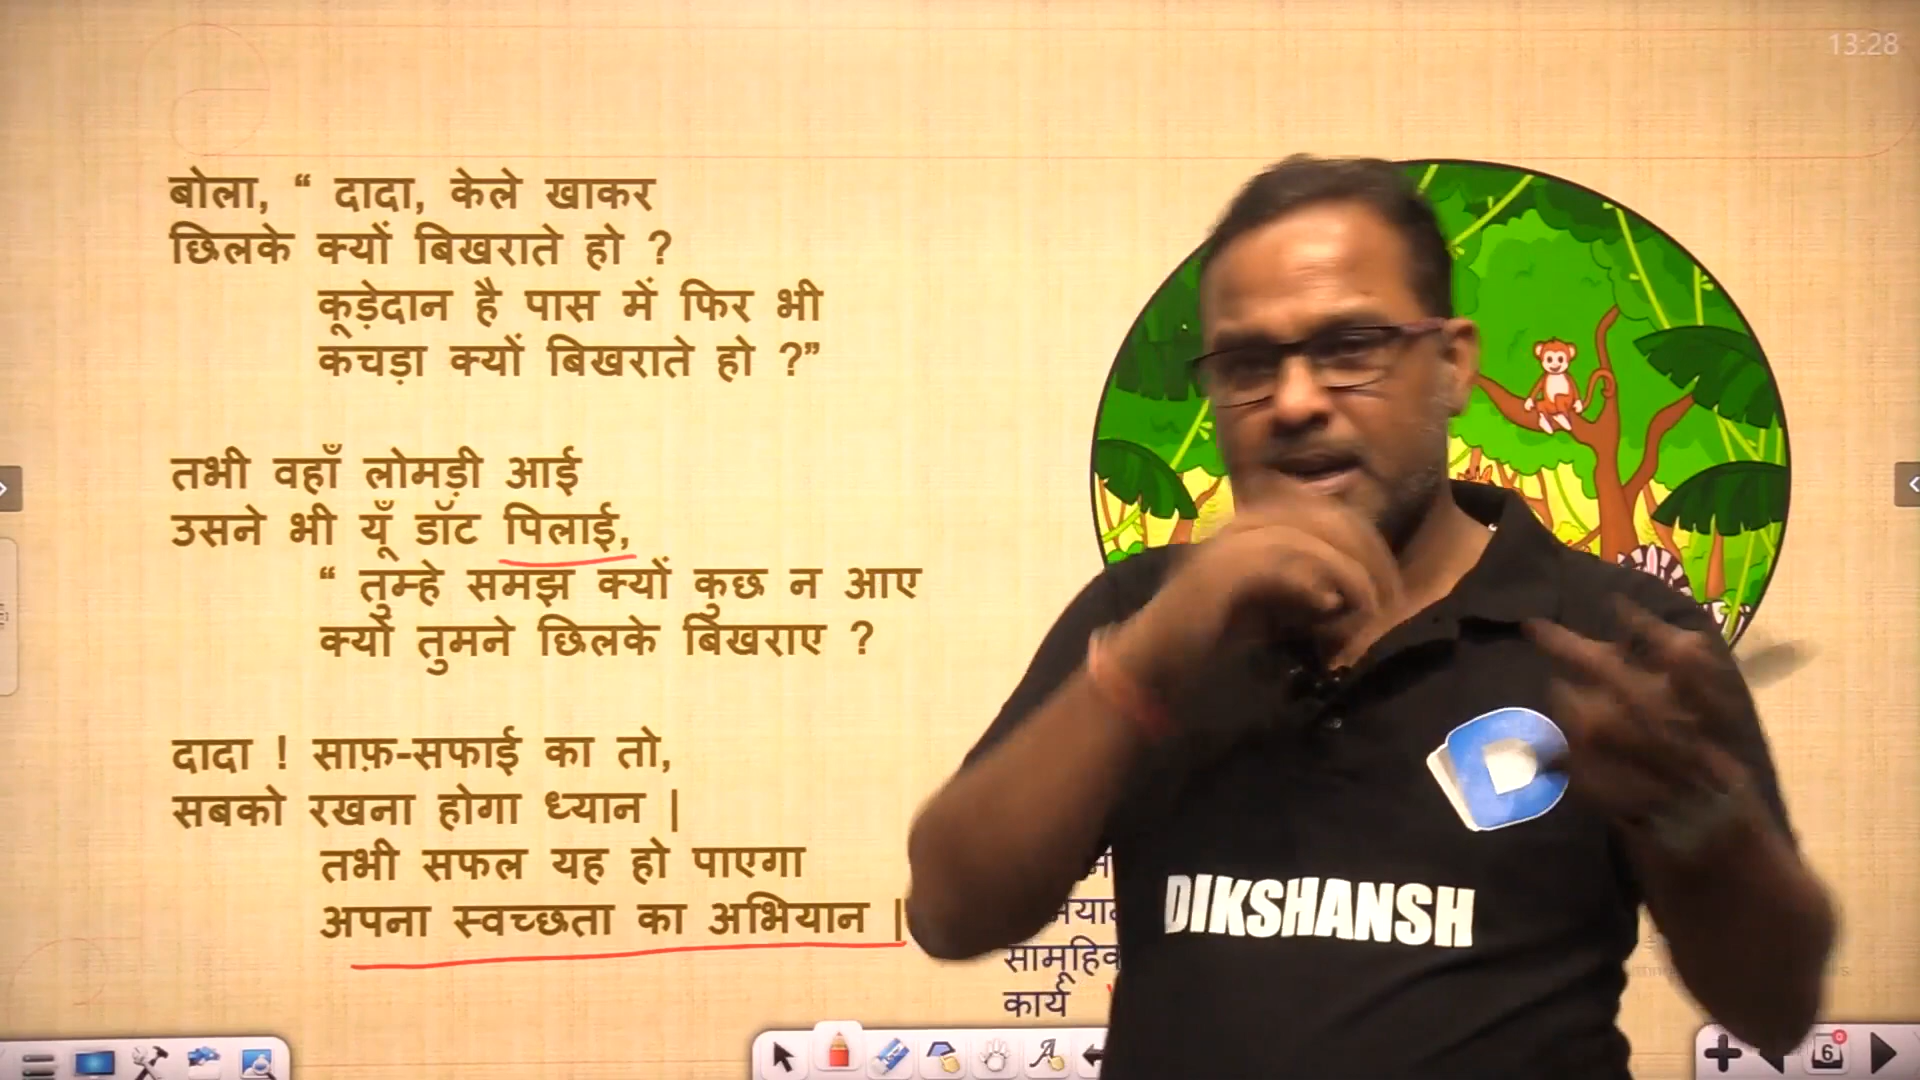 13:28
बोला, “ दादा, केले खाकर
छिलके क्यों बिखराते हो ?
कूड़ेदान है पास में फिर भी
कचड़ा क्यों बिखराते हो ?”
तभी वहाँ लोमड़ी आई
उसने भी यूँ डॉट पिलाई,
“ तुम्हे समझ क्यों कुछ न आए
क्यों तुमने छिलके बिखराए ?
दादा ! साफ़-सफाई का तो,
सबको रखना होगा ध्यान |
तभी सफल यह हो पाएगा
अपना स्वच्छता का अभियान |
सामूहिक
कार्य
D
DIKSHANSH
6